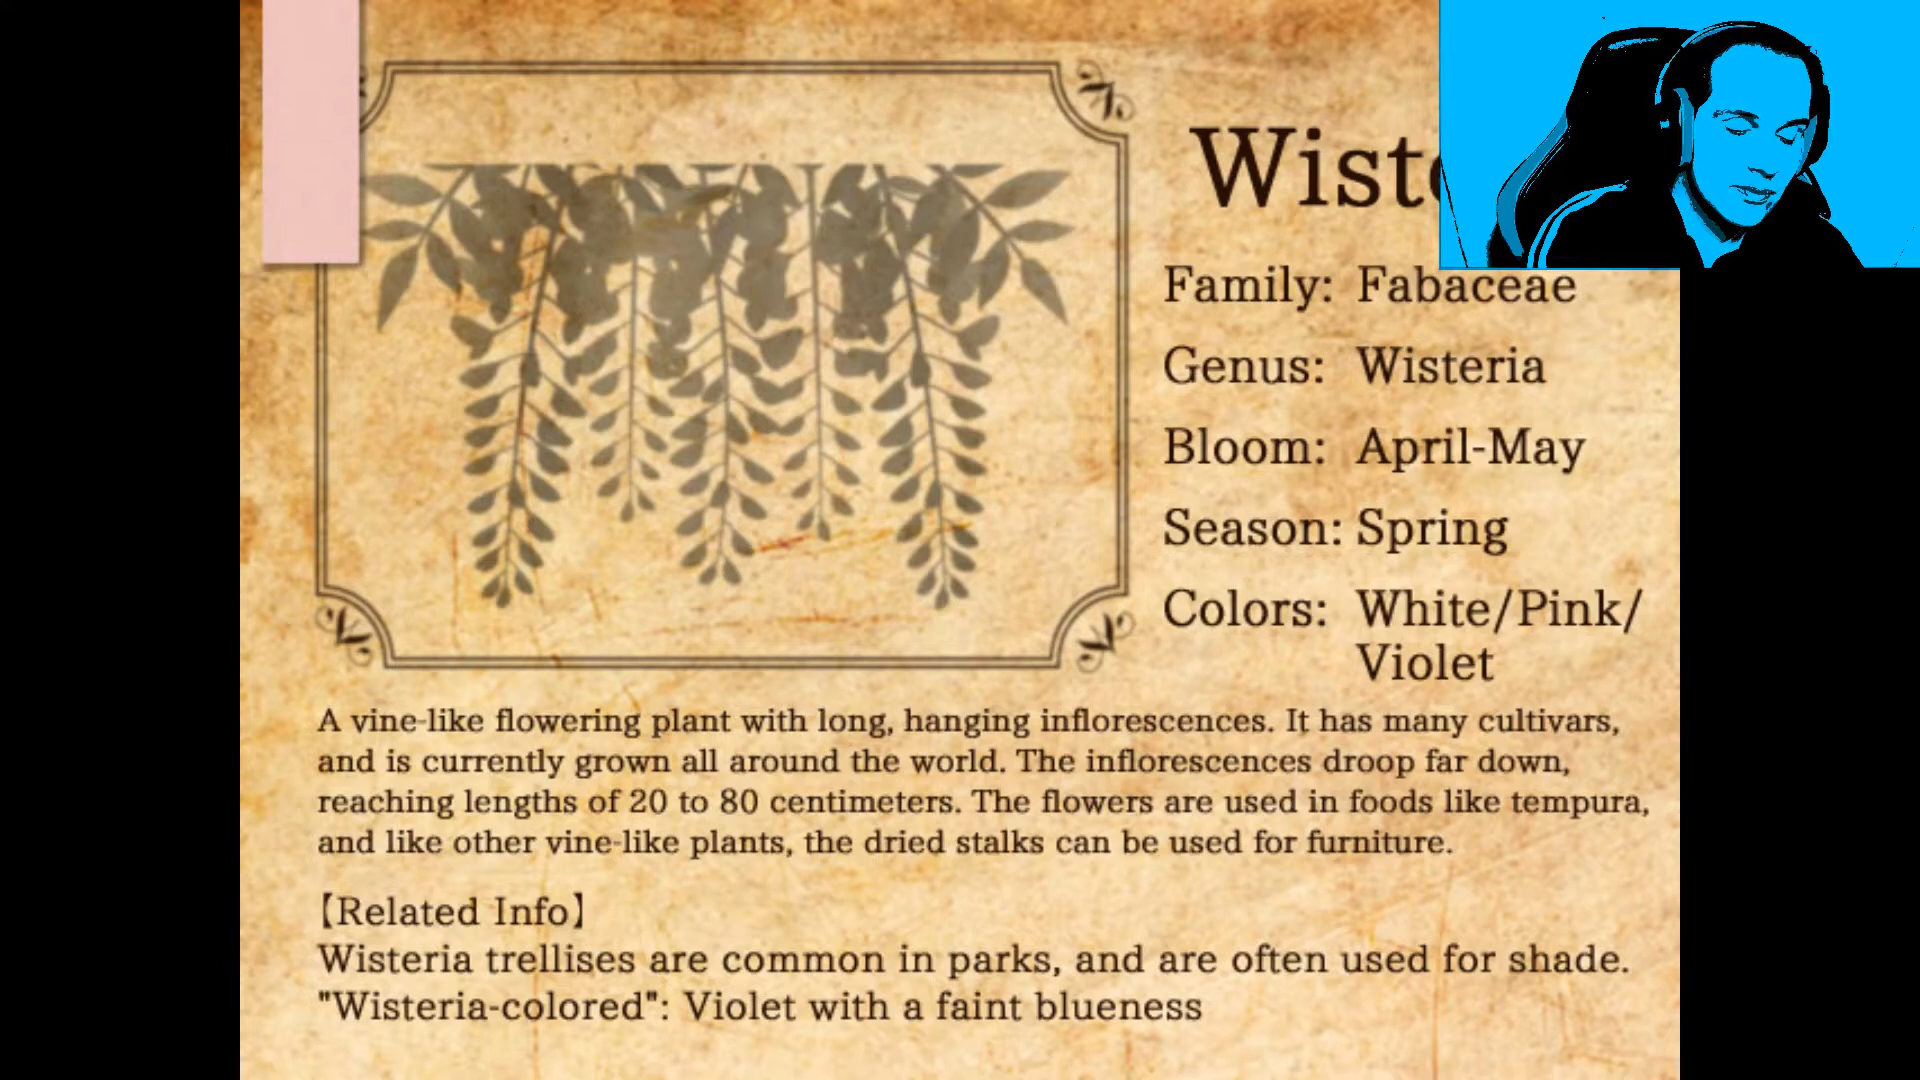 Family: Fabaceae
Genus: Wisteria
Bloom: April-May
Season: Spring
Colors: White/Pink/
Violet
A vine-like flowering plant with long, hanging inflorescences. It has many cultivars,
and is currently grown all around the world. The inflorescences droop far down,
reaching lengths of 20 to 80 centimeters. The flowers are used in foods like tempura,
and like other vine-like plants, the dried stalks can be used for furniture.
【Related Info】
Wisteria trellises are common in parks, and are often used for shade.
"Wisteria-colored": Violet with a faint blueness